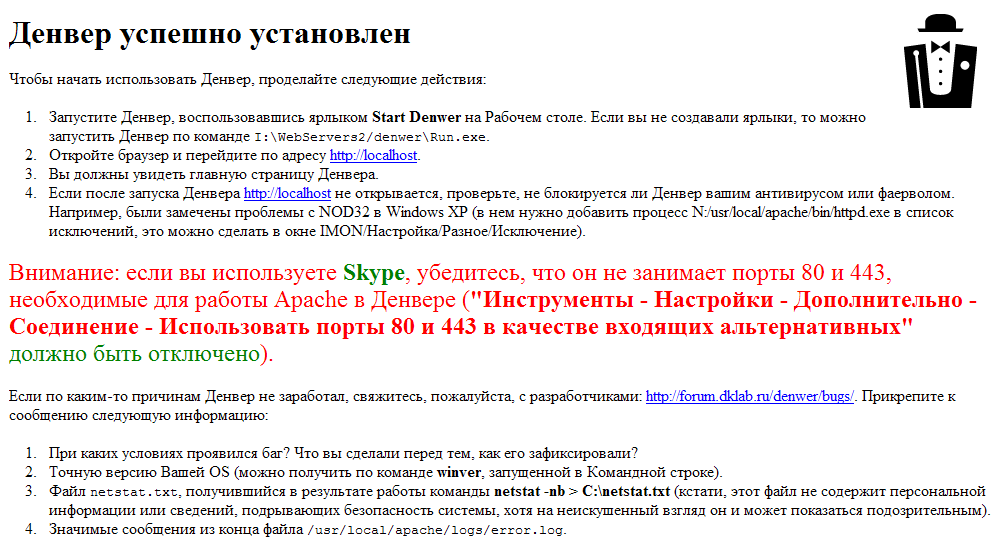 Денвер успешно установлен
Чтобы начать использовать Денвер, проделайте следующие действия:
1. Запустите Денвер, воспользовавшись ярлыком Start Denwer на Рабочем столе. Если вы не создавали ярлыки, то можно
запустить Денвер по команде I:\WebServers2/denwer\Run.exe.
2. Откройте браузер и перейдите по адресу http://localhost.
3. Вы должны увидеть главную страницу Денвера.
4. Если после запуска Денвера http://localhost не открывается, проверьте, не блокируется ли Денвер вашим антивирусом или фаерволом.
Например, были замечены проблемы с NOD32 в Windows XP (в нем нужно добавить процесс N:/usr/local/apache/bin/httpd.exe в список
исключений, это можно сделать в окне IMON/Настройка/Разное/Исключение).
Внимание: если вы используете Skype, убедитесь, что он не занимает порты 80 и 443,
необходимые для работы Apache в Денвере ("Инструменты - Настройки - Дополнительно -
Соединение - Использовать порты 80 и 443 в качестве входящих альтернативных"
должно быть отключено).
Если по каким-то причинам Денвер не заработал, свяжитесь, пожалуйста, с разработчиками: http://forum.dklab.ru/denwer/bugs/. Прикрепите к
сообщению следующую информацию:
1. При каких условиях проявился баг? Что вы сделали перед тем, как его зафиксировали?
2. Точную версию Вашей OS (можно получить по команде winver, запущенной в Командной строке).
3. Файл netstat.txt, получившийся в результате работы команды netstat -nb > C:\netstat.txt (кстати, этот файл не содержит персональной
информации или сведений, подрывающих безопасность системы, хотя на неискушенный взгляд он и может показаться подозрительным).
4. Значимые сообщения из конца файла /usr/local/apache/logs/error.log.